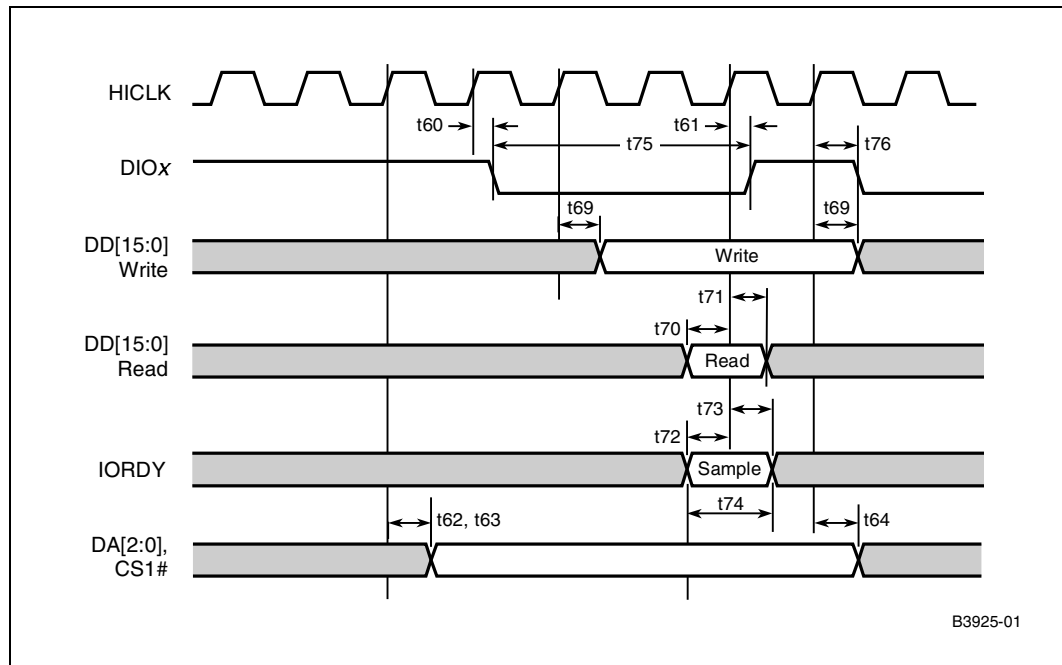 HICLK
t60
t61
t75
t76
DIOx
t69
t69
DD[15:0]
Write
Write
t71
t70
DD[15:0]
Read
Read
t73
t72
IORDY
Sample
t74
t62, t63
t64
DA[2:0],
CS1#
B3925-01